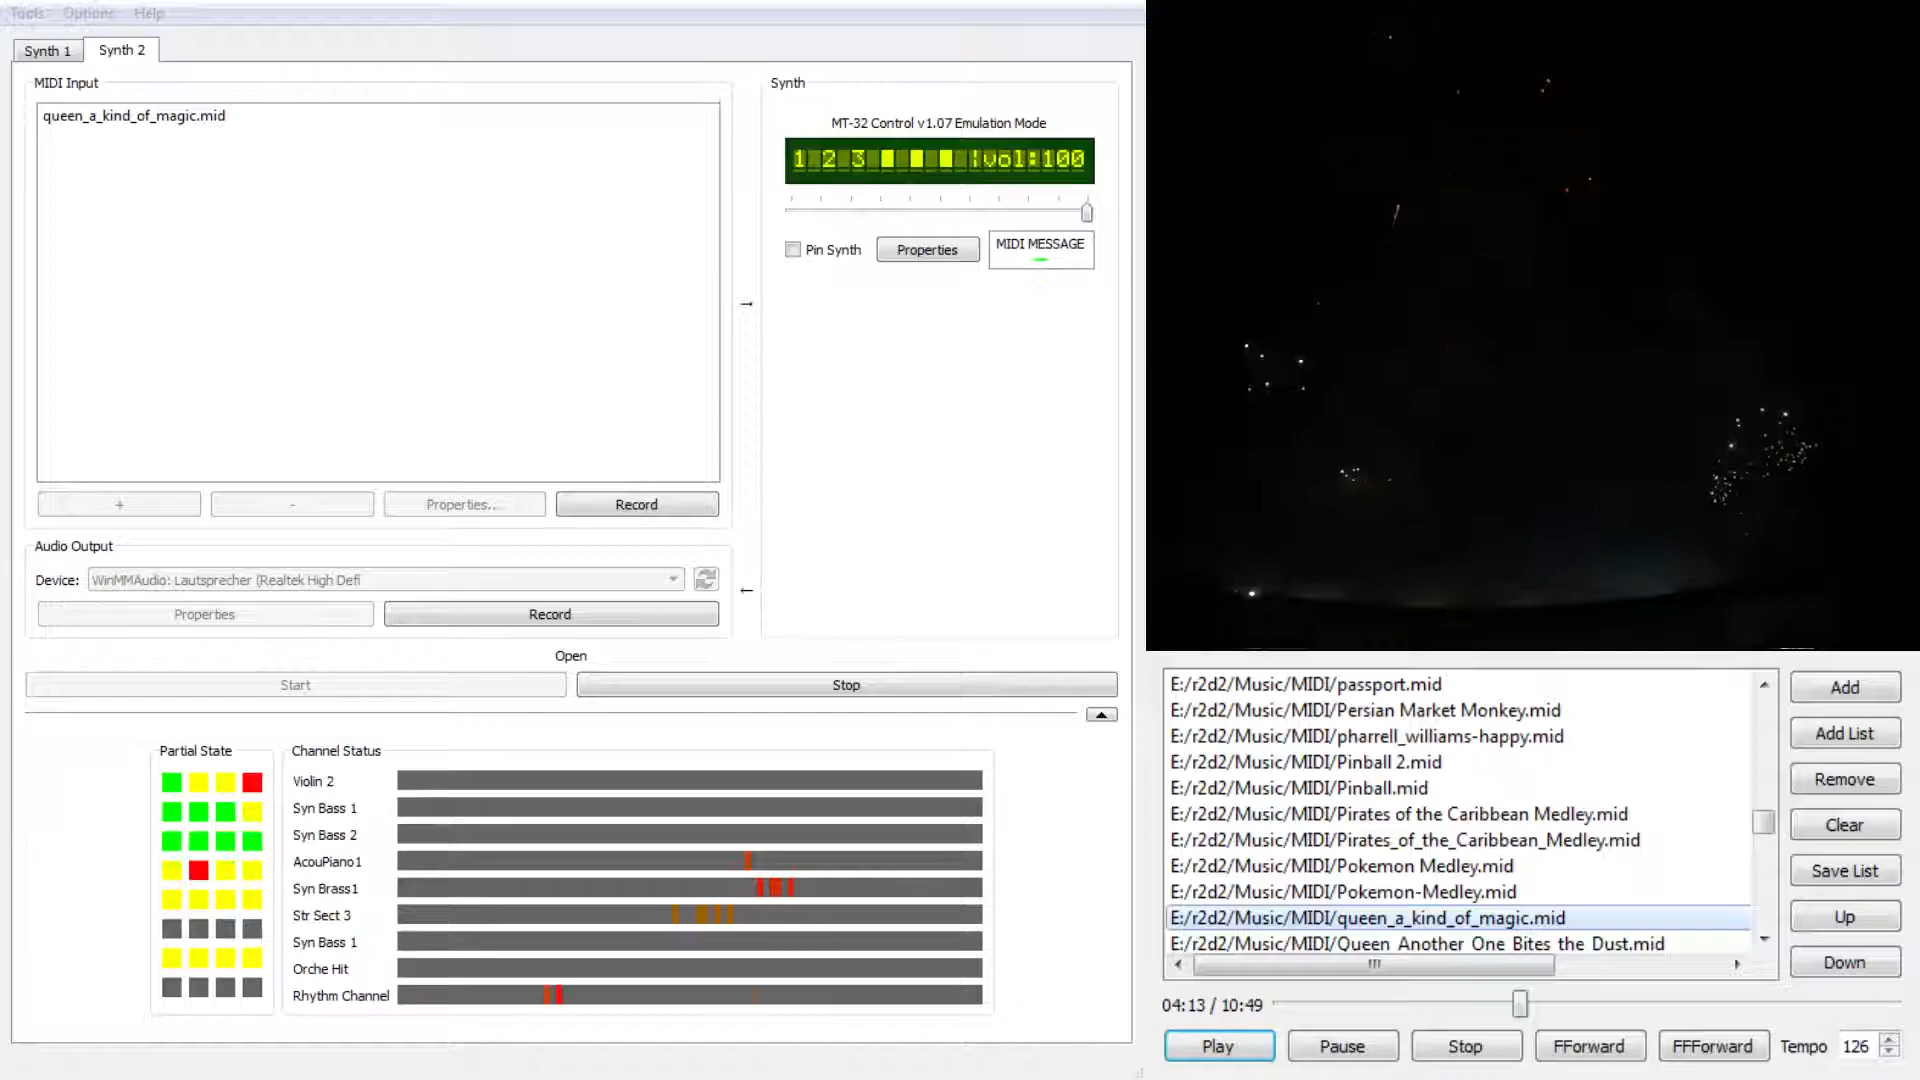 Tools Options Help
Synth 1 Synth 2
MIDI Input
queen_a_kind_of_magic.mid
+ - Properties... Record
Audio Output
Device: WinMMAudio: Lautsprecher (Realtek High Defi
Properties Record
Synth
MT-32 Control v1.07 Emulation Mode
1 2 3 |vol:100
Pin Synth Properties MIDI MESSAGE
Open
Start Stop
Partial State
Channel Status
Violin 2
Syn Bass 1
Syn Bass 2
AcouPiano1
Syn Brass1
Str Sect 3
Syn Bass 1
Orche Hit
Rhythm Channel
E:/r2d2/Music/MIDI/passport.mid
E:/r2d2/Music/MIDI/Persian Market Monkey.mid
E:/r2d2/Music/MIDI/pharrell_williams-happy.mid
E:/r2d2/Music/MIDI/Pinball 2.mid
E:/r2d2/Music/MIDI/Pinball.mid
E:/r2d2/Music/MIDI/Pirates of the Caribbean Medley.mid
E:/r2d2/Music/MIDI/Pirates_of_the_Caribbean_Medley.mid
E:/r2d2/Music/MIDI/Pokemon Medley.mid
E:/r2d2/Music/MIDI/Pokemon-Medley.mid
E:/r2d2/Music/MIDI/queen_a_kind_of_magic.mid
E:/r2d2/Music/MIDI/Queen Another One Bites the Dust.mid
Add
Add List
Remove
Clear
Save List
Up
Down
04:13 / 10:49
Play Pause Stop FForward FFForward Tempo 126